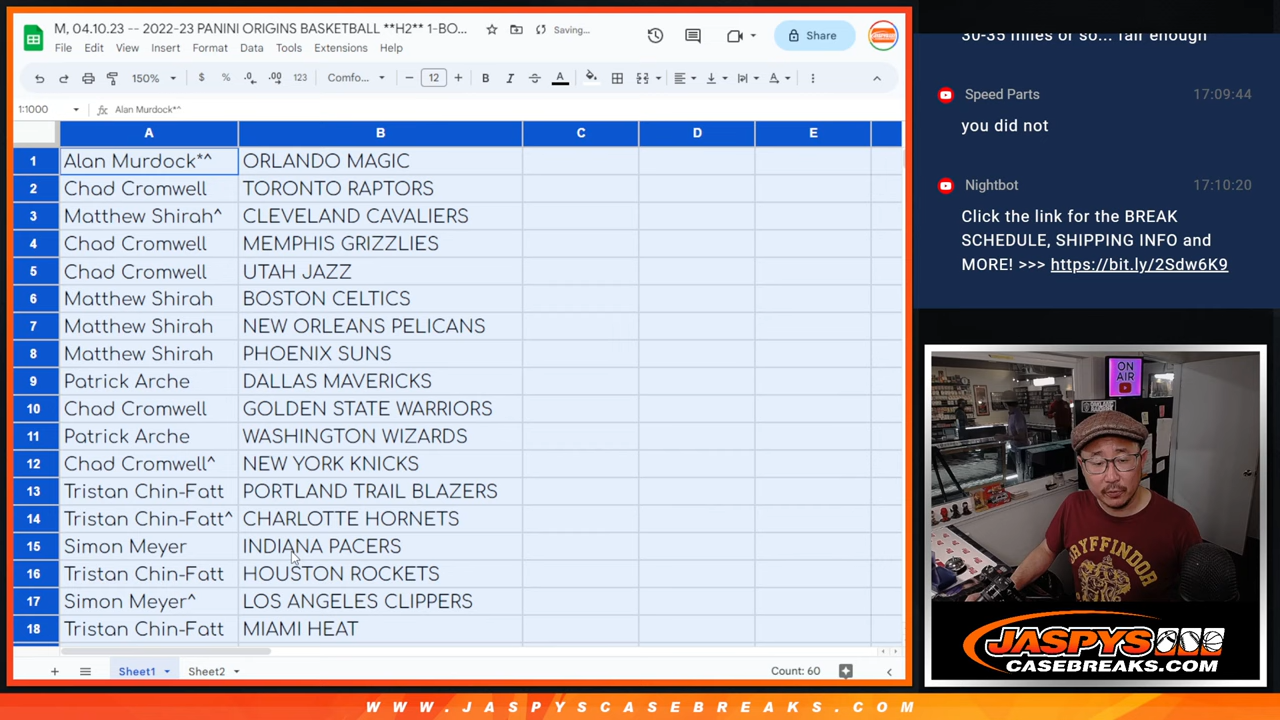 M, 04.10.23 -- 2022-23 PANINI ORIGINS BASKETBALL **H2** 1-BO...
Saving...
File Edit View Insert Format Data Tools Extensions Help
Share
JASPYS
150% $ % .0 .00 123 Comfo... 12 B I A
1:1000 fx Alan Murdock*^
A B C D E
1 Alan Murdock*^ ORLANDO MAGIC
2 Chad Cromwell TORONTO RAPTORS
3 Matthew Shirah^ CLEVELAND CAVALIERS
4 Chad Cromwell MEMPHIS GRIZZLIES
5 Chad Cromwell UTAH JAZZ
6 Matthew Shirah BOSTON CELTICS
7 Matthew Shirah NEW ORLEANS PELICANS
8 Matthew Shirah PHOENIX SUNS
9 Patrick Arche DALLAS MAVERICKS
10 Chad Cromwell GOLDEN STATE WARRIORS
11 Patrick Arche WASHINGTON WIZARDS
12 Chad Cromwell^ NEW YORK KNICKS
13 Tristan Chin-Fatt PORTLAND TRAIL BLAZERS
14 Tristan Chin-Fatt^ CHARLOTTE HORNETS
15 Simon Meyer INDIANA PACERS
16 Tristan Chin-Fatt HOUSTON ROCKETS
17 Simon Meyer^ LOS ANGELES CLIPPERS
18 Tristan Chin-Fatt MIAMI HEAT
Sheet1 Sheet2 Count: 60
30-35 miles or so... fair enough
Speed Parts 17:09:44
you did not
Nightbot 17:10:20
Click the link for the BREAK
SCHEDULE, SHIPPING INFO and
MORE! >>> https://bit.ly/2Sdw6K9
ON
AIR
GRYFFINDOR
JASPYS
CASEBREAKS.COM
WWW.JASPYSCASEBREAKS.COM